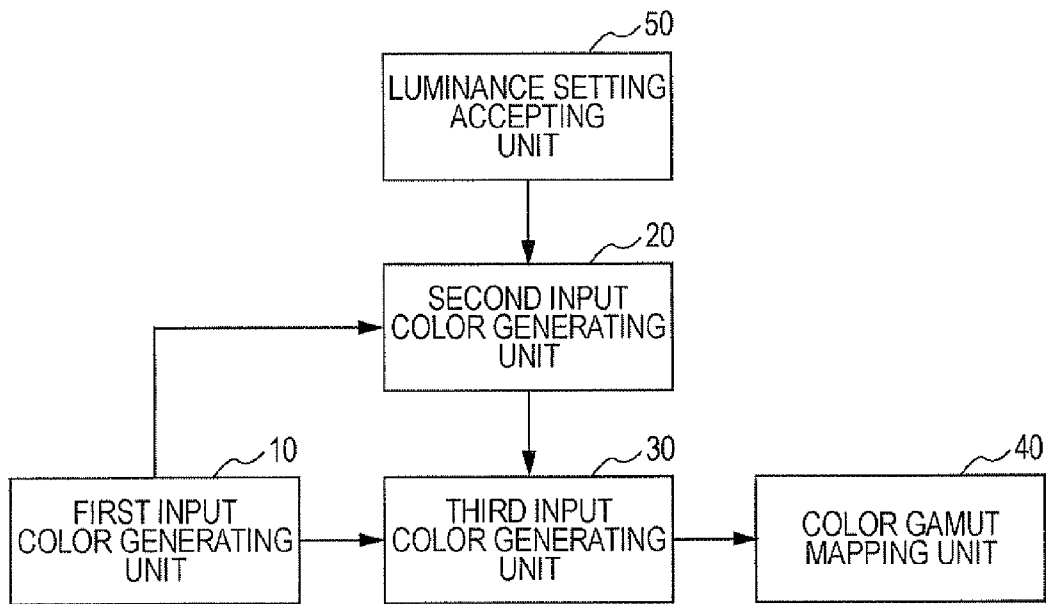 50
LUMINANCE SETTING
ACCEPTING
UNIT
20
SECOND INPUT
COLOR GENERATING
UNIT
10
FIRST INPUT
COLOR GENERATING
UNIT
30
THIRD INPUT
COLOR GENERATING
UNIT
40
COLOR GAMUT
MAPPING UNIT